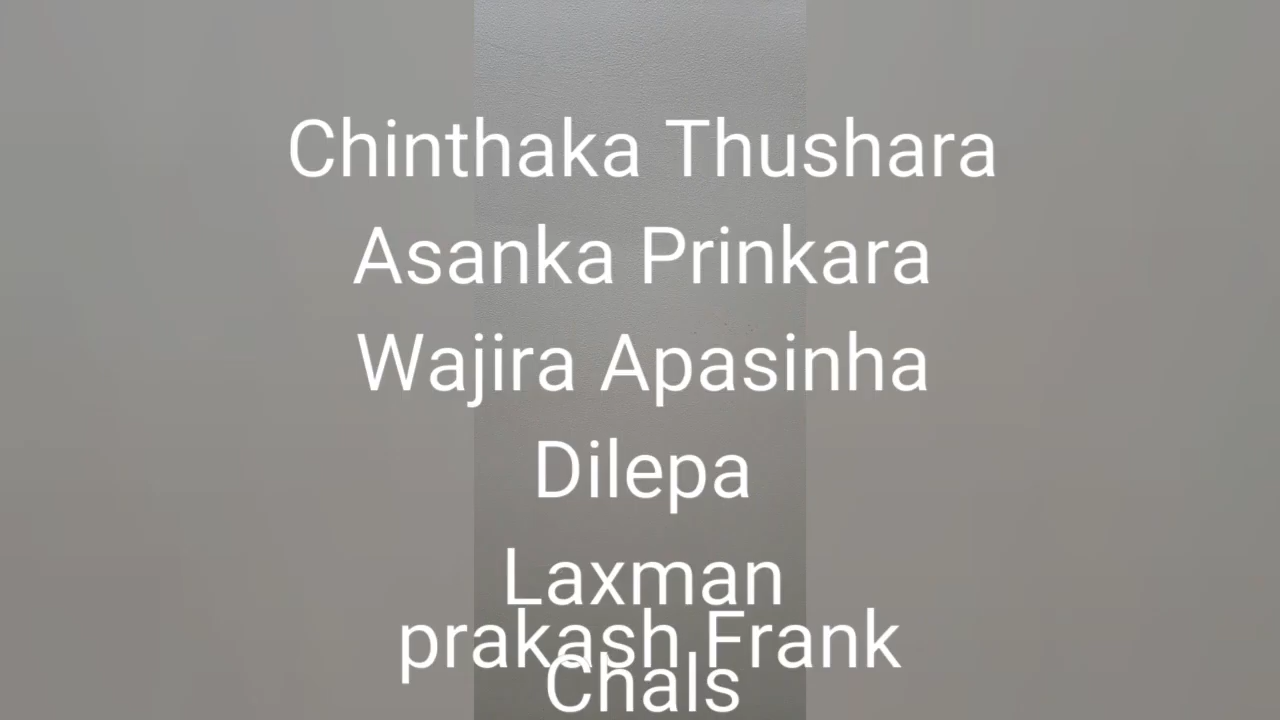 Chinthaka Thushara
Asanka Prinkara
Wajira Apasinha
Dilepa
Laxman
prakash Frank
Chals